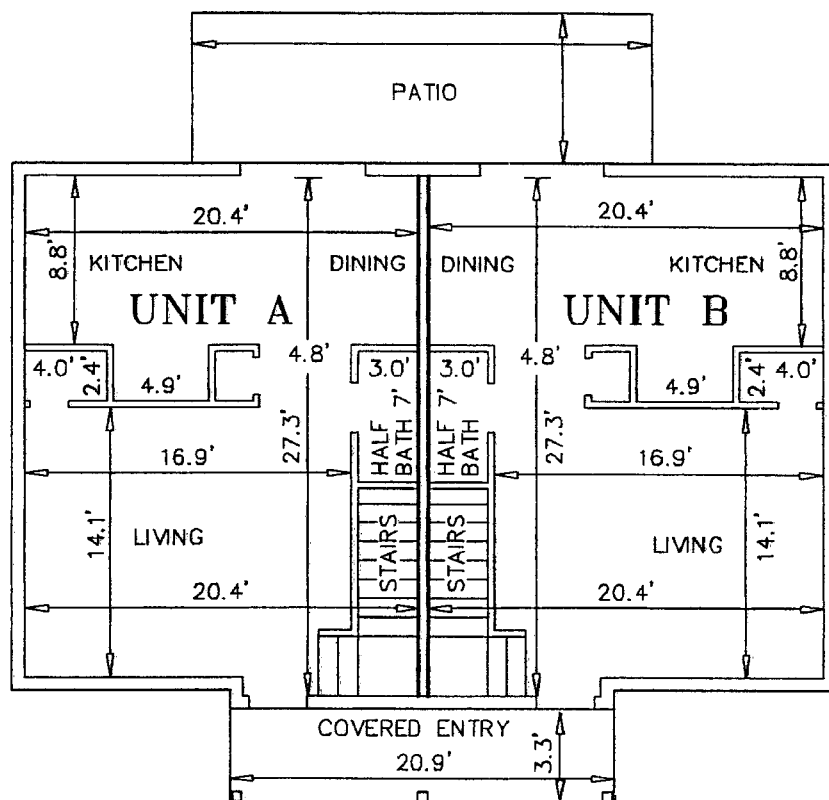 PATIO
20.4' 20.4'
8.8' KITCHEN DINING DINING KITCHEN 8.8'
UNIT A UNIT B
4.0' 2.4' 4.9' 4.8' 3.0' 3.0' 4.8' 4.9' 2.4' 4.0'
27.3' HALF BATH 7' HALF BATH 7' 27.3'
16.9' 16.9'
14.1' LIVING STAIRS STAIRS LIVING 14.1'
20.4' 20.4'
COVERED ENTRY
20.9' 3.3'